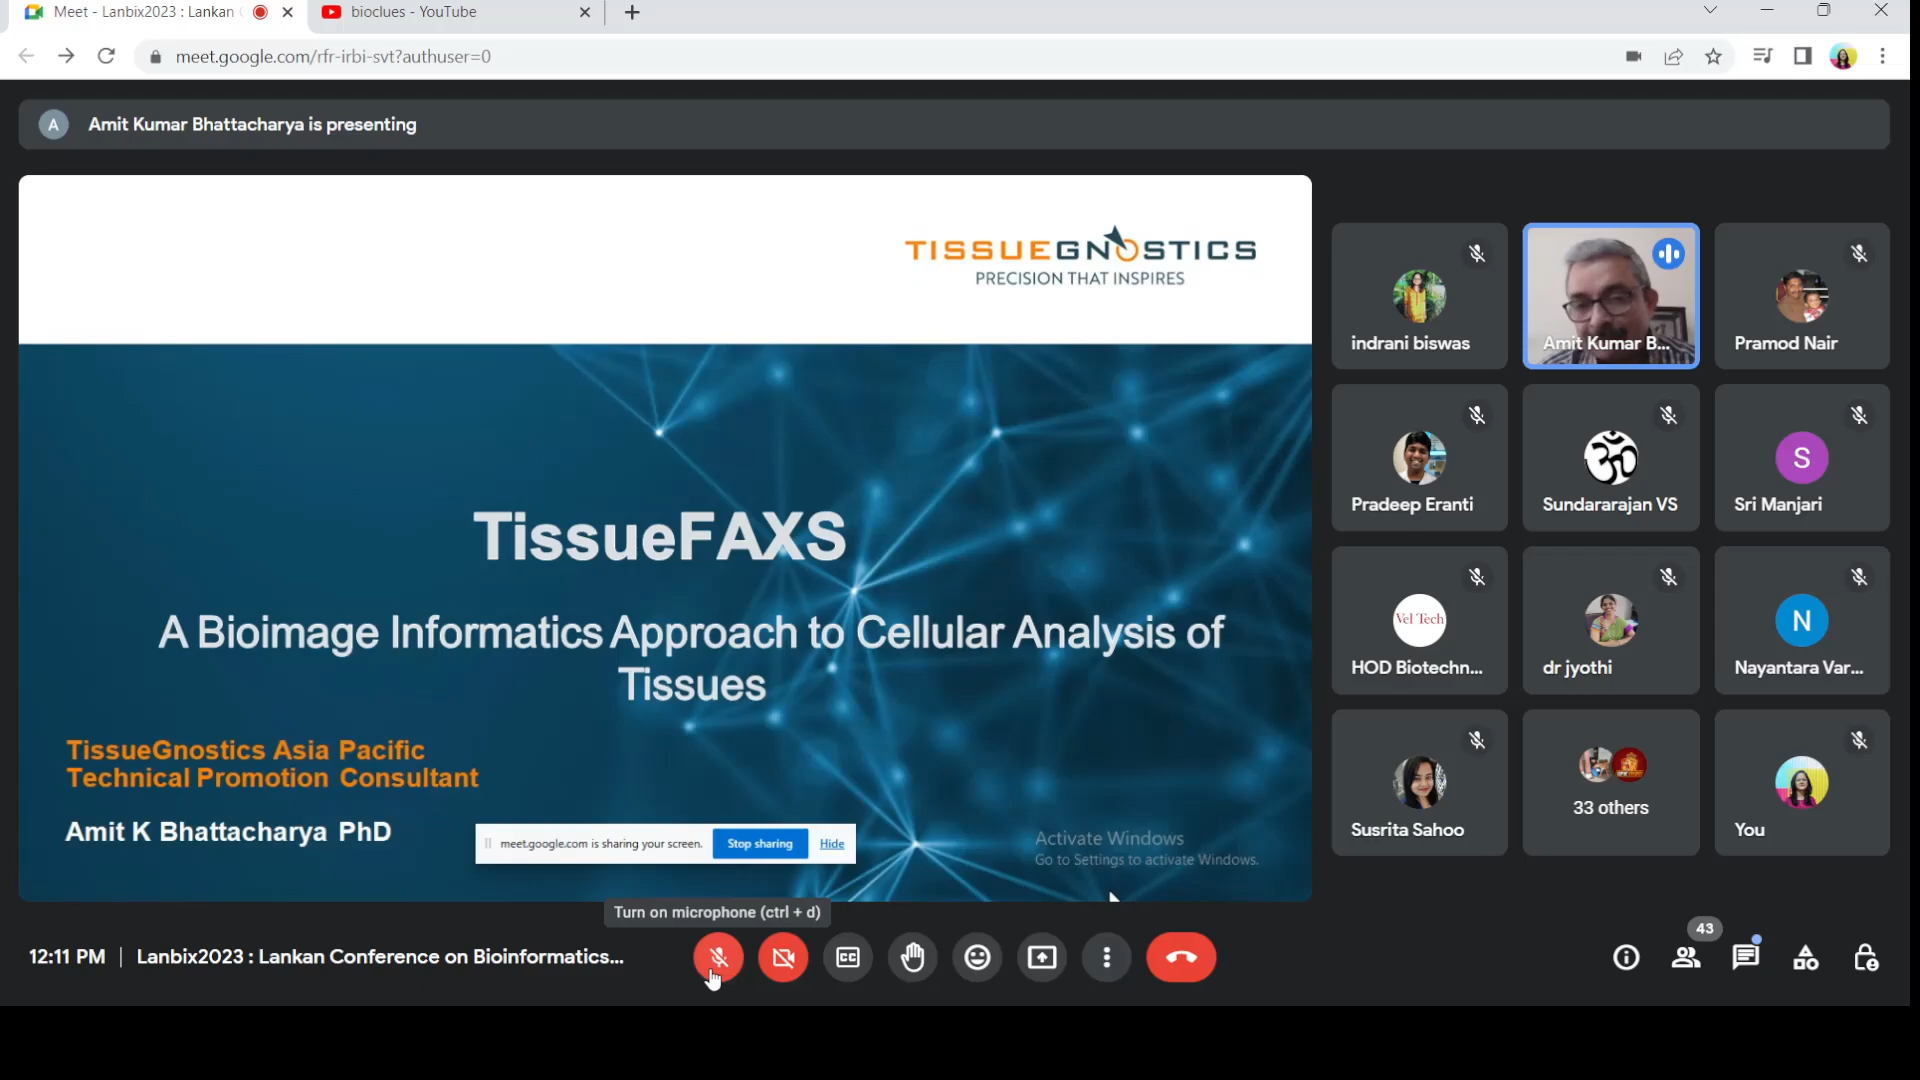 Meet - Lanbix2023 : Lankan
bioclues - YouTube
meet.google.com/rfr-irbi-svt?authuser=0
A
Amit Kumar Bhattacharya is presenting
TISSUEGNOSTICS
PRECISION THAT INSPIRES
TissueFAXS
A Bioimage Informatics Approach to Cellular Analysis of
Tissues
TissueGnostics Asia Pacific
Technical Promotion Consultant
Amit K Bhattacharya PhD
meet.google.com is sharing your screen. Stop sharing Hide
Activate Windows
Go to Settings to activate Windows.
indrani biswas
Amit Kumar B...
Pramod Nair
Pradeep Eranti
ॐ
Sundararajan VS
S
Sri Manjari
Vel Tech
HOD Biotechn...
dr jyothi
N
Nayantara Var...
Susrita Sahoo
33 others
You
Turn on microphone (ctrl + d)
12:11 PM | Lanbix2023 : Lankan Conference on Bioinformatics...
CC
43